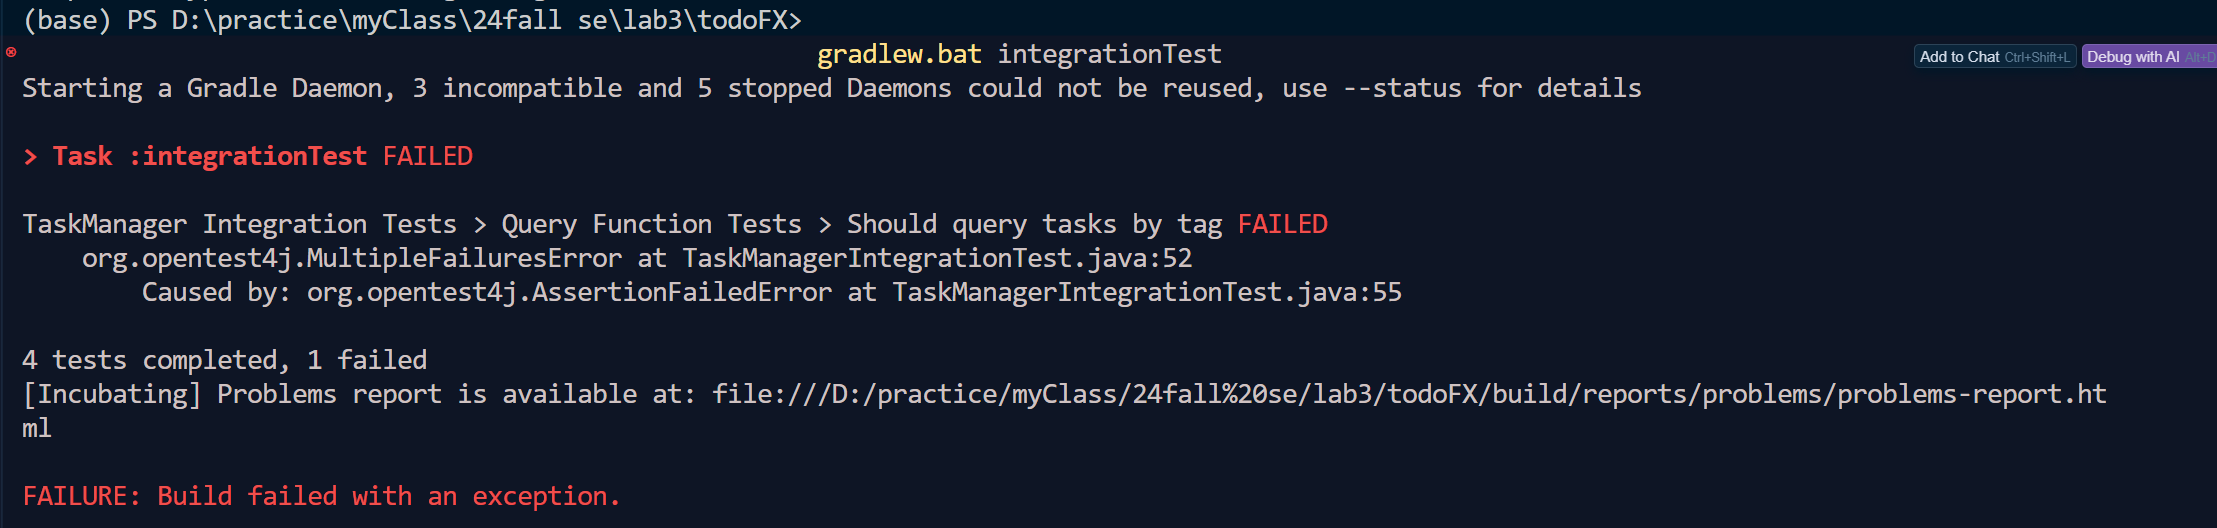 (base) PS D:\practice\myClass\24fall se\lab3\todoFX>
gradlew.bat integrationTest
Add to Chat Ctrl+Shift+L Debug with AI Alt+D
Starting a Gradle Daemon, 3 incompatible and 5 stopped Daemons could not be reused, use --status for details
> Task :integrationTest FAILED
TaskManager Integration Tests > Query Function Tests > Should query tasks by tag FAILED
org.opentest4j.MultipleFailuresError at TaskManagerIntegrationTest.java:52
Caused by: org.opentest4j.AssertionFailedError at TaskManagerIntegrationTest.java:55
4 tests completed, 1 failed
[Incubating] Problems report is available at: file:///D:/practice/myClass/24fall%20se/lab3/todoFX/build/reports/problems/problems-report.ht
ml
FAILURE: Build failed with an exception.